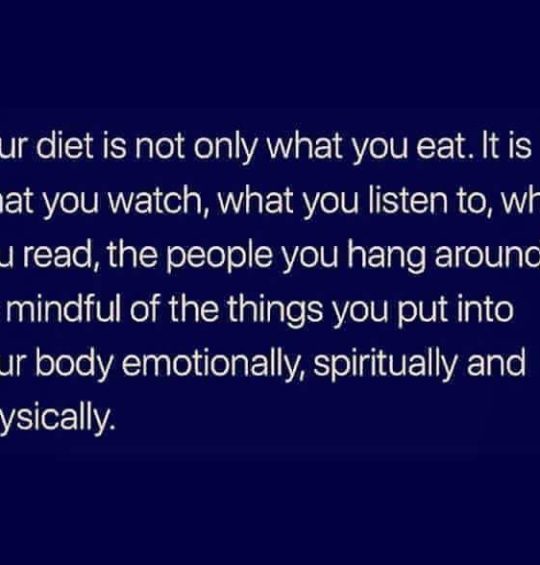 ur diet is not only what you eat. It is
at you watch, what you listen to, wh
u read, the people you hang around
mindful of the things you put into
ur body emotionally, spiritually and
ysically.